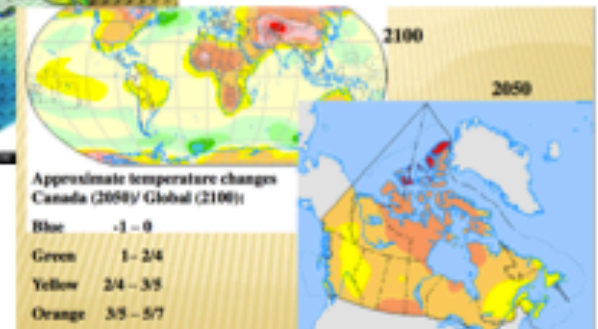 2100
2050
Approximate temperature changes
Canada (2050)/ Global (2100):
Blue -1 – 0
Green 1– 2/4
Yellow 2/4 – 3/5
Orange 3/5 – 5/7